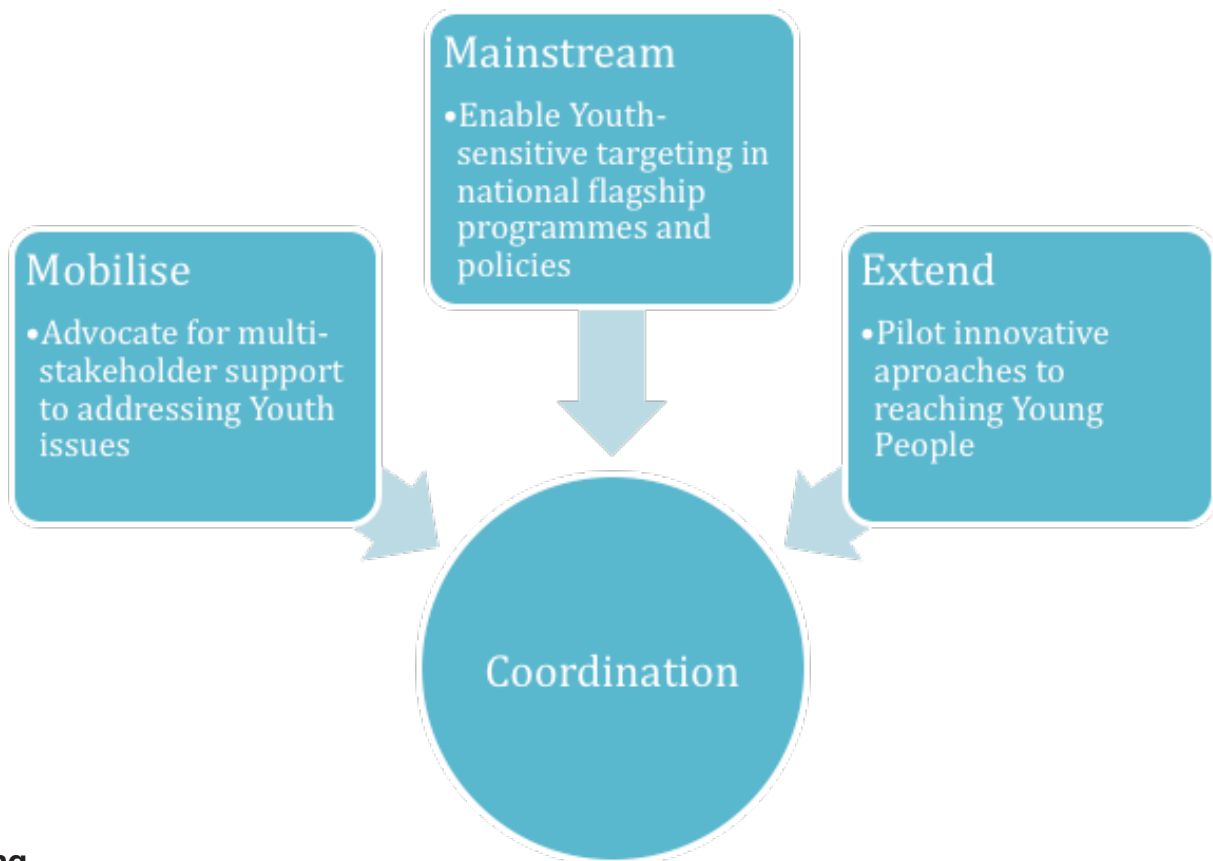 Mainstream
•Enable Youth-
sensitive targeting in
national flagship
programmes and
policies
Mobilise
•Advocate for multi-
stakeholder support
to addressing Youth
issues
Extend
•Pilot innovative
aproaches to
reaching Young
People
Coordination